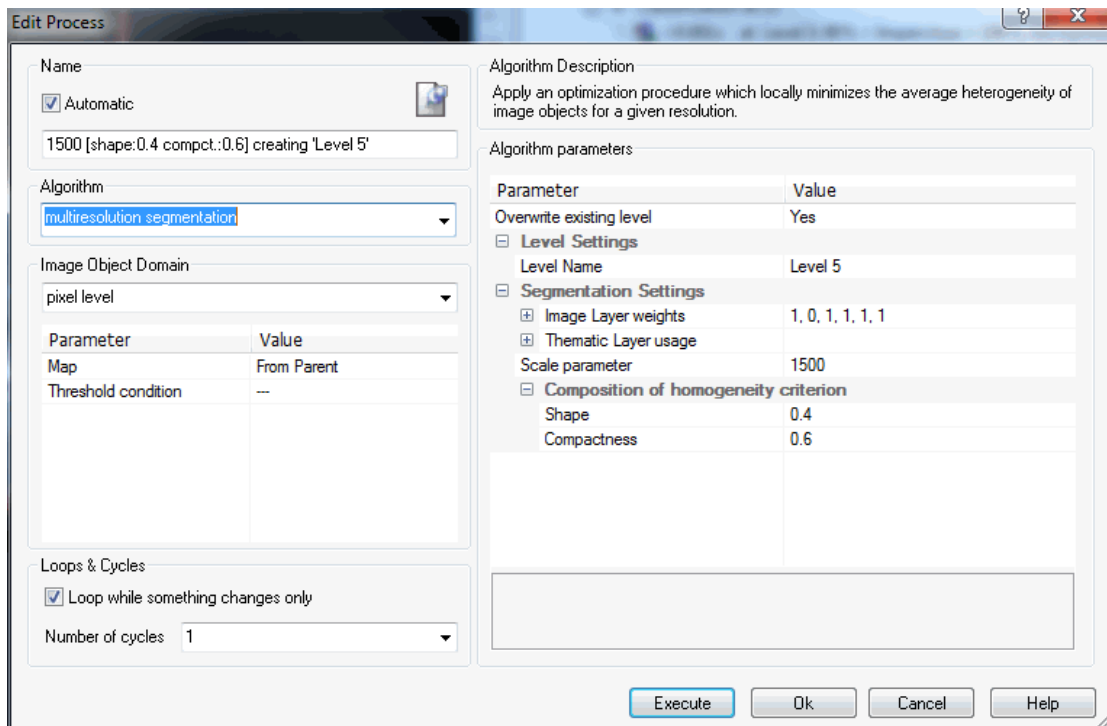 Edit Process
Name
Automatic
1500 [shape:0.4 compct.:0.6] creating 'Level 5'
Algorithm
multiresolution segmentation
Image Object Domain
pixel level
Parameter Value
Map From Parent
Threshold condition ---
Loops & Cycles
Loop while something changes only
Number of cycles 1
Algorithm Description
Apply an optimization procedure which locally minimizes the average heterogeneity of
image objects for a given resolution.
Algorithm parameters
Parameter Value
Overwrite existing level Yes
Level Settings
Level Name Level 5
Segmentation Settings
Image Layer weights 1, 0, 1, 1, 1, 1
Thematic Layer usage
Scale parameter 1500
Composition of homogeneity criterion
Shape 0.4
Compactness 0.6
Execute Ok Cancel Help